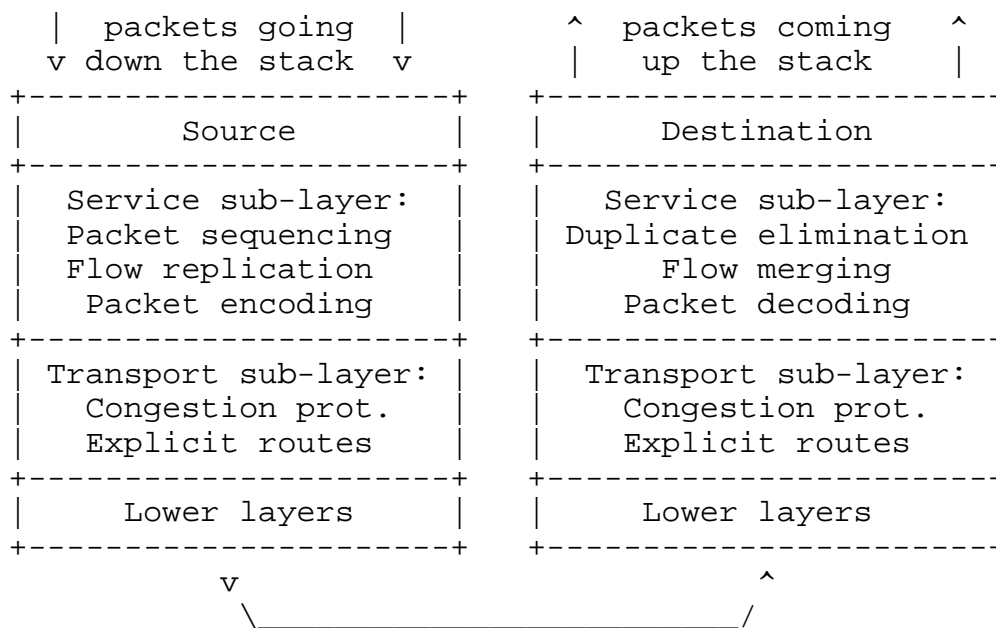 | packets going | ^ packets coming ^
v down the stack v | up the stack |
+-----------------------+ +-----------------------
| Source | | Destination
+-----------------------+ +-----------------------
| Service sub-layer: | | Service sub-layer:
| Packet sequencing | | Duplicate elimination
| Flow replication | | Flow merging
| Packet encoding | | Packet decoding
+-----------------------+ +-----------------------
| Transport sub-layer: | | Transport sub-layer:
| Congestion prot. | | Congestion prot.
| Explicit routes | | Explicit routes
+-----------------------+ +-----------------------
| Lower layers | | Lower layers
+-----------------------+ +-----------------------
v ^
\_________________________/